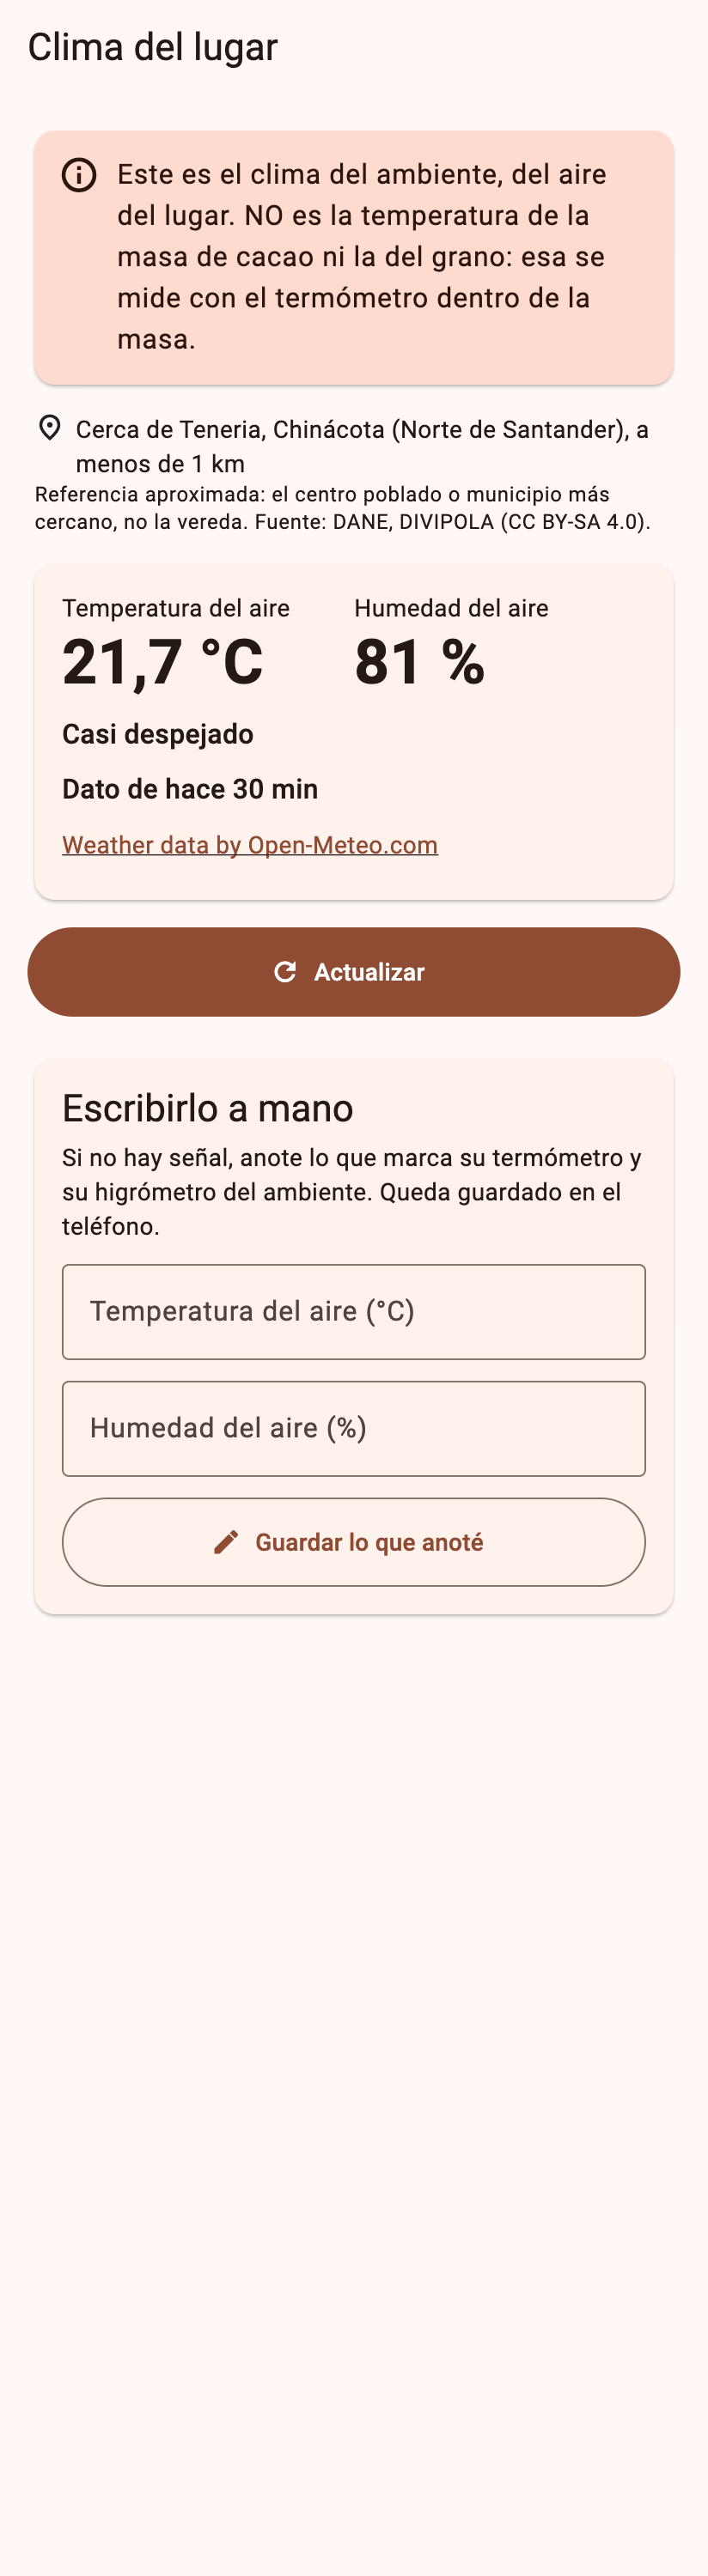 Clima del lugar
Este es el clima del ambiente, del aire
del lugar. NO es la temperatura de la
masa de cacao ni la del grano: esa se
mide con el termómetro dentro de la
masa.
Cerca de Teneria, Chinácota (Norte de Santander), a
menos de 1 km
Referencia aproximada: el centro poblado o municipio más
cercano, no la vereda. Fuente: DANE, DIVIPOLA (CC BY-SA 4.0).
Temperatura del aire
21,7 °C
Humedad del aire
81 %
Casi despejado
Dato de hace 30 min
Weather data by Open-Meteo.com
Actualizar
Escribirlo a mano
Si no hay señal, anote lo que marca su termómetro y
su higrómetro del ambiente. Queda guardado en el
teléfono.
Temperatura del aire (°C)
Humedad del aire (%)
Guardar lo que anoté